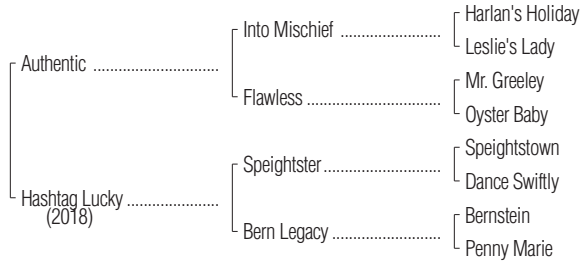 Harlan's Holiday
Into Mischief ....................
Leslie's Lady
Authentic ..........................
Mr. Greeley
Flawless ...........................
Oyster Baby
Speightstown
Speightster........................
Dance Swiftly
Hashtag Lucky ...................
(2018)
Bernstein
Bern Legacy ......................
Penny Marie